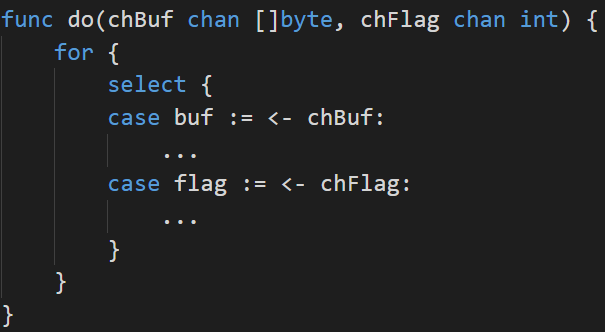 func do(chBuf chan []byte, chFlag chan int) {
    for {
        select {
        case buf := <- chBuf:
            ...
        case flag := <- chFlag:
            ...
        }
    }
}